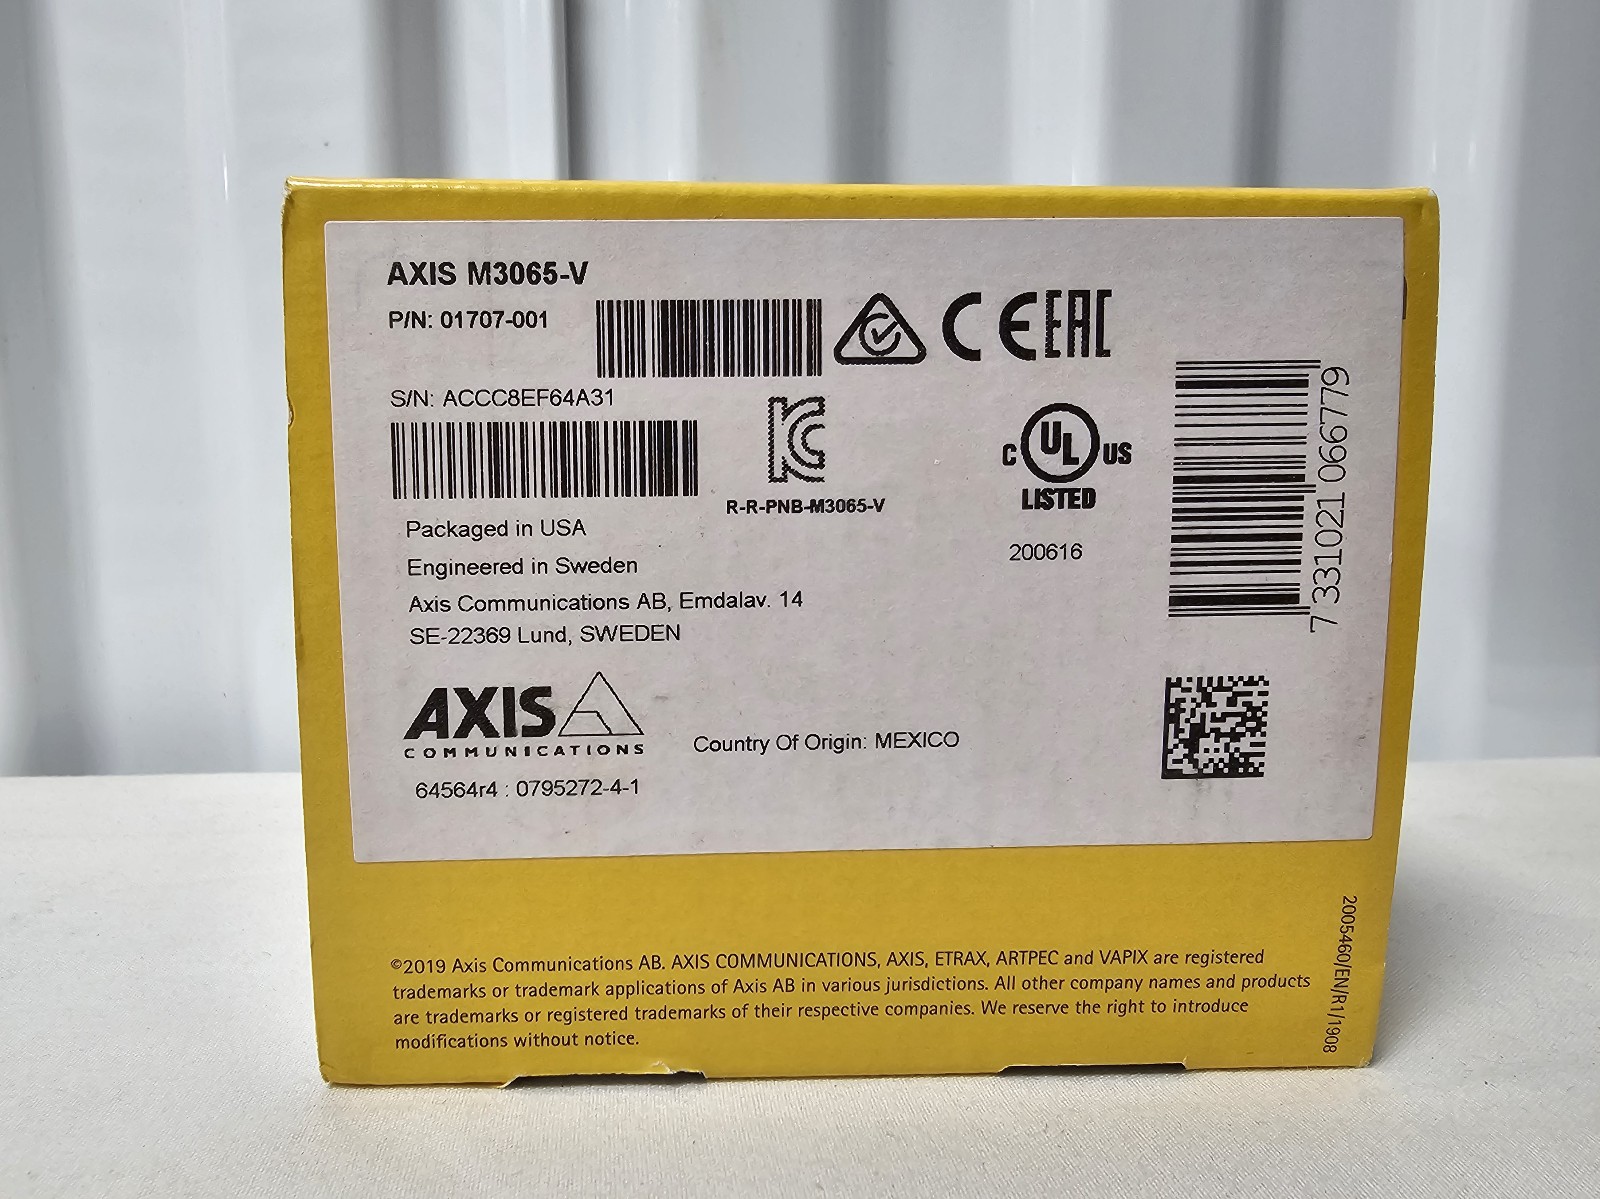 AXIS M3065-V
P/N: 01707-001
CE EAC
S/N: ACCC8EF64A31
R-R-PNB-M3065-V
C UL US
LISTED
200616
Packaged in USA
Engineered in Sweden
Axis Communications AB, Emdalav. 14
SE-22369 Lund, SWEDEN
AXIS
COMMUNICATIONS
Country Of Origin: MEXICO
64564r4 : 0795272-4-1
7 331021 066779
©2019 Axis Communications AB. AXIS COMMUNICATIONS, AXIS, ETRAX, ARTPEC and VAPIX are registered
trademarks or trademark applications of Axis AB in various jurisdictions. All other company names and products
are trademarks or registered trademarks of their respective companies. We reserve the right to introduce
modifications without notice.
2005460/EN/R1/1908